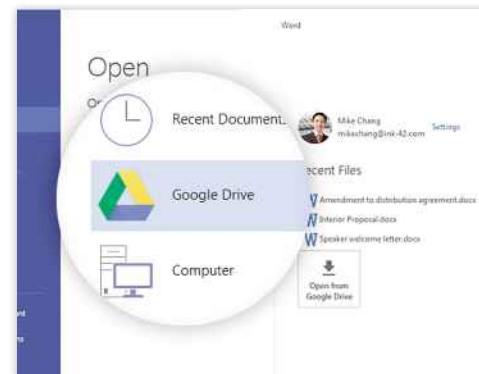 Word
Open
Recent Document..
Google Drive
Computer
Mike Chang
mikechang@ink-42.com
Settings
ecent Files
Amendment to distribution agreement.docx
Interior Proposal.docx
Speaker welcome letter.docx
Open from
Google Drive